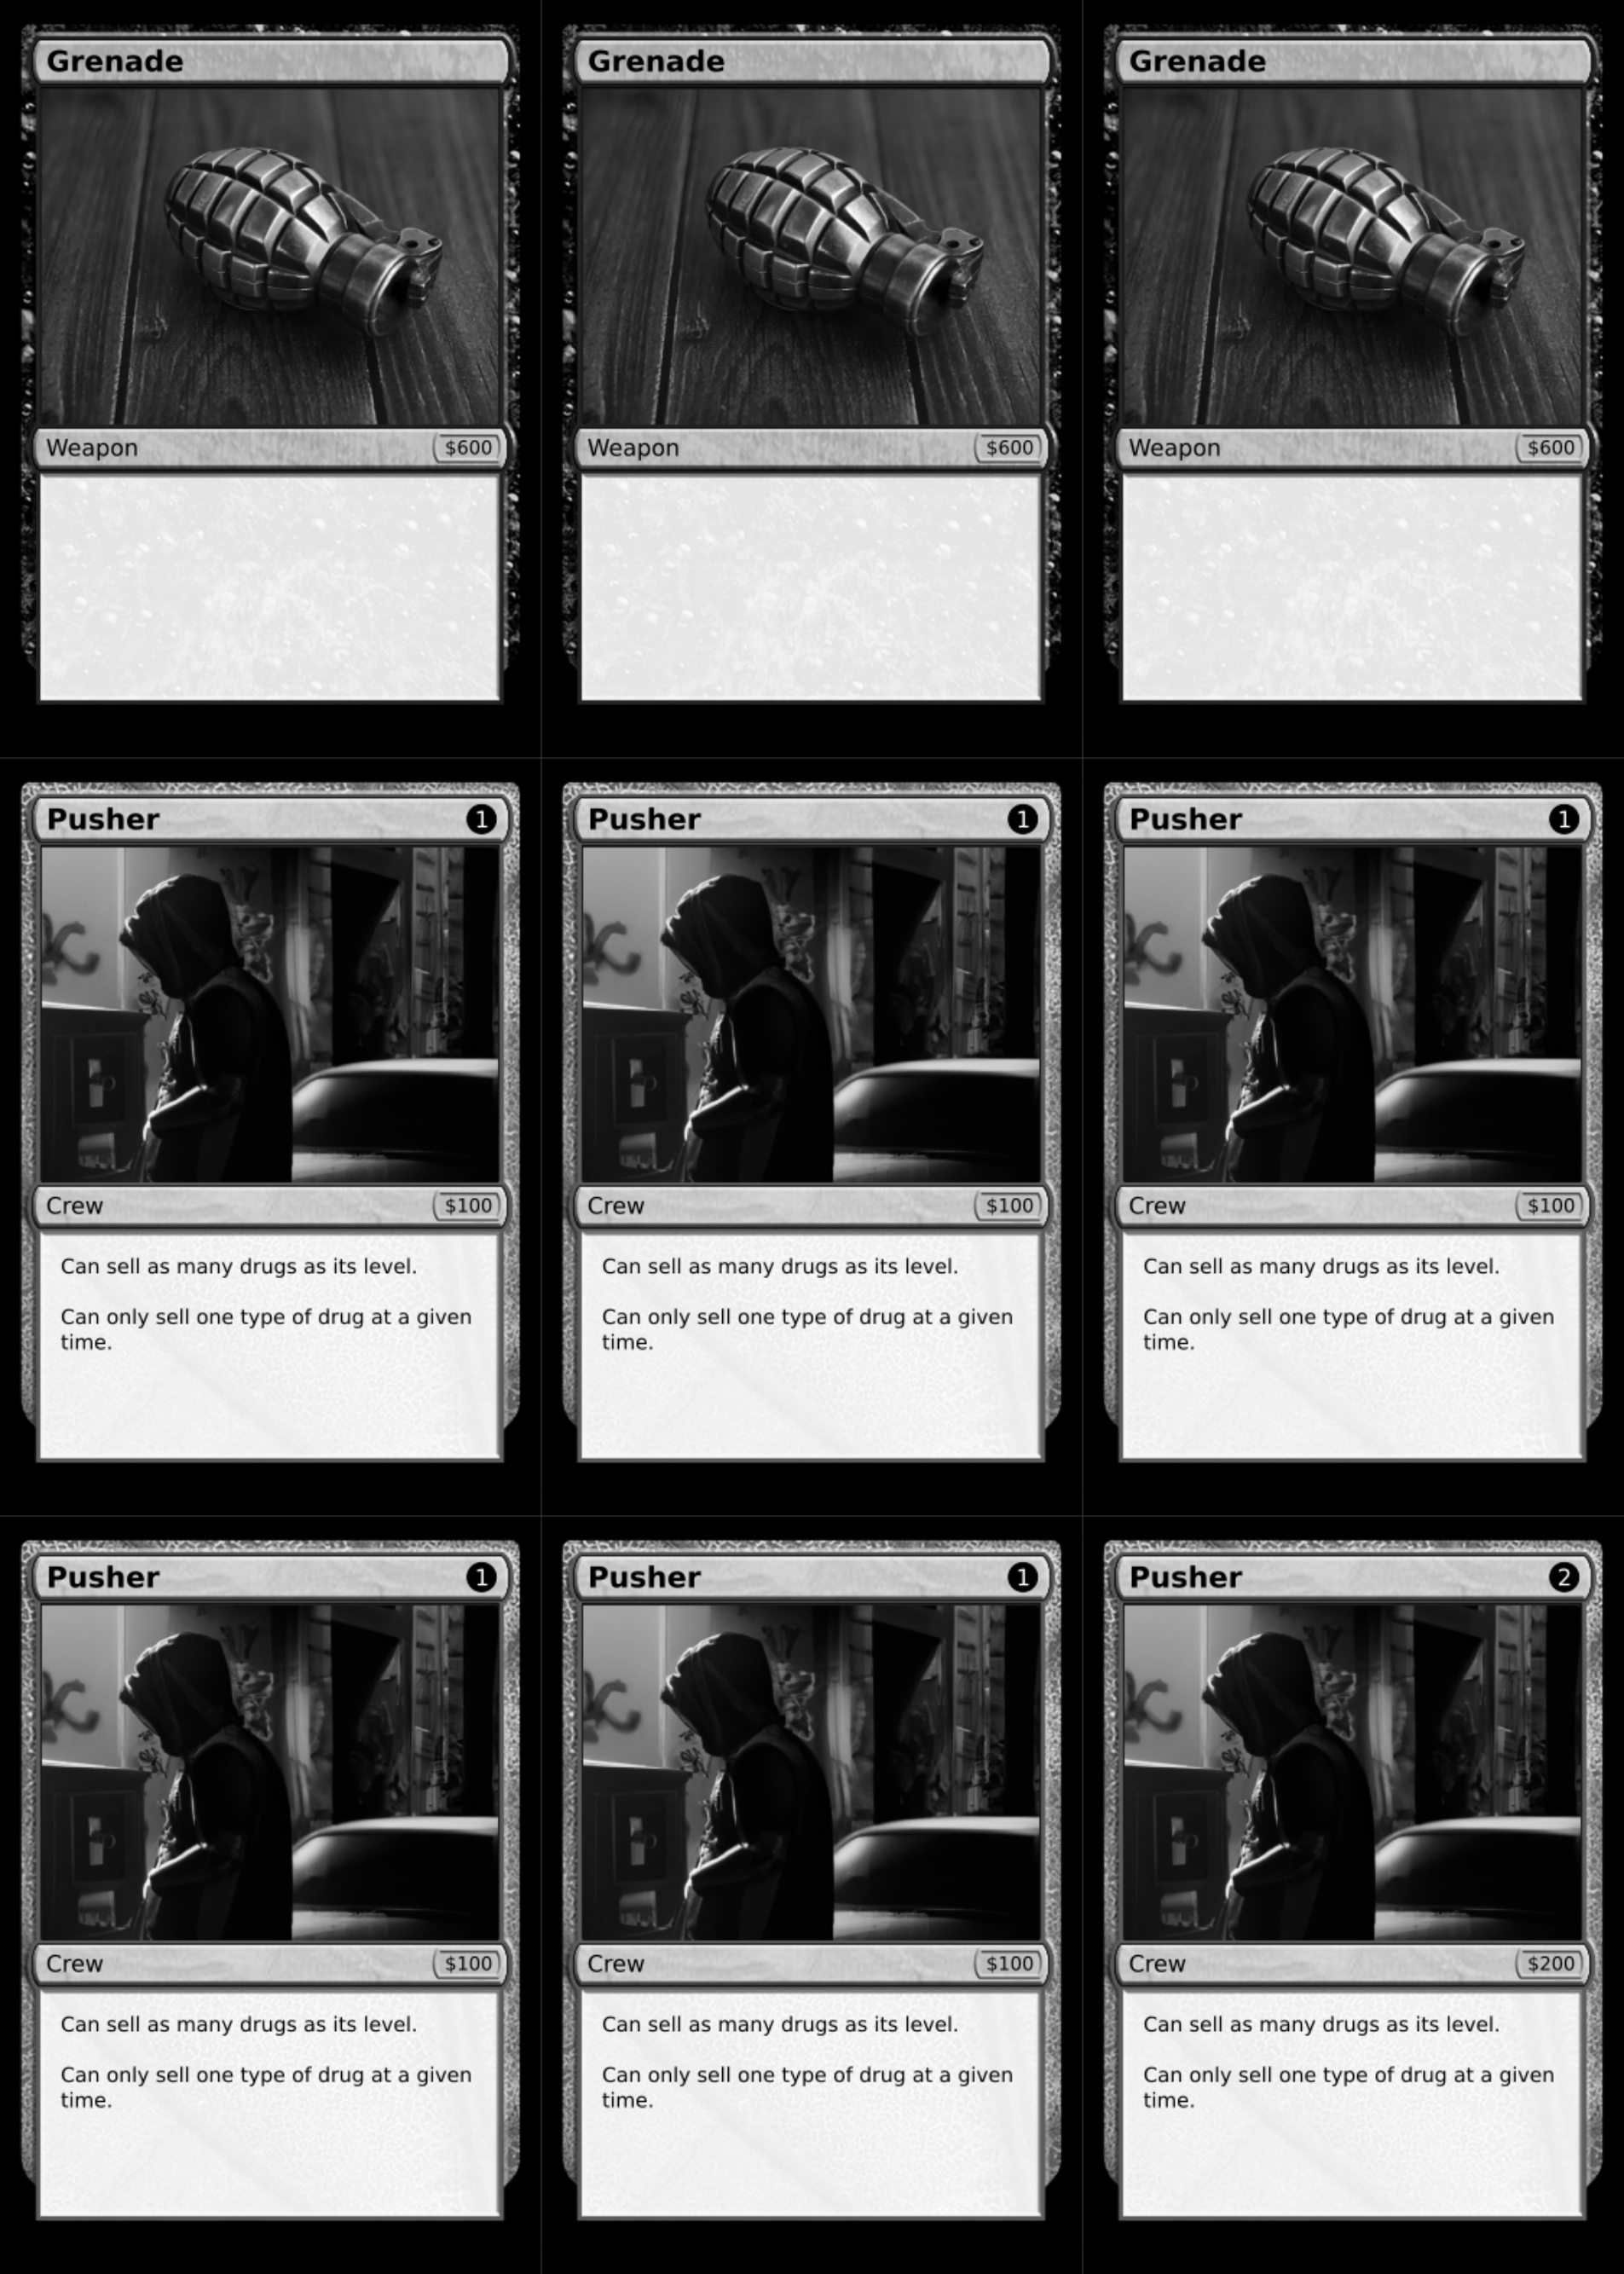 Grenade
Weapon $600
Grenade
Weapon $600
Grenade
Weapon $600
Pusher 1
Crew $100
Can sell as many drugs as its level.
Can only sell one type of drug at a given
time.
Pusher 1
Crew $100
Can sell as many drugs as its level.
Can only sell one type of drug at a given
time.
Pusher 1
Crew $100
Can sell as many drugs as its level.
Can only sell one type of drug at a given
time.
Pusher 1
Crew $100
Can sell as many drugs as its level.
Can only sell one type of drug at a given
time.
Pusher 1
Crew $100
Can sell as many drugs as its level.
Can only sell one type of drug at a given
time.
Pusher 2
Crew $200
Can sell as many drugs as its level.
Can only sell one type of drug at a given
time.